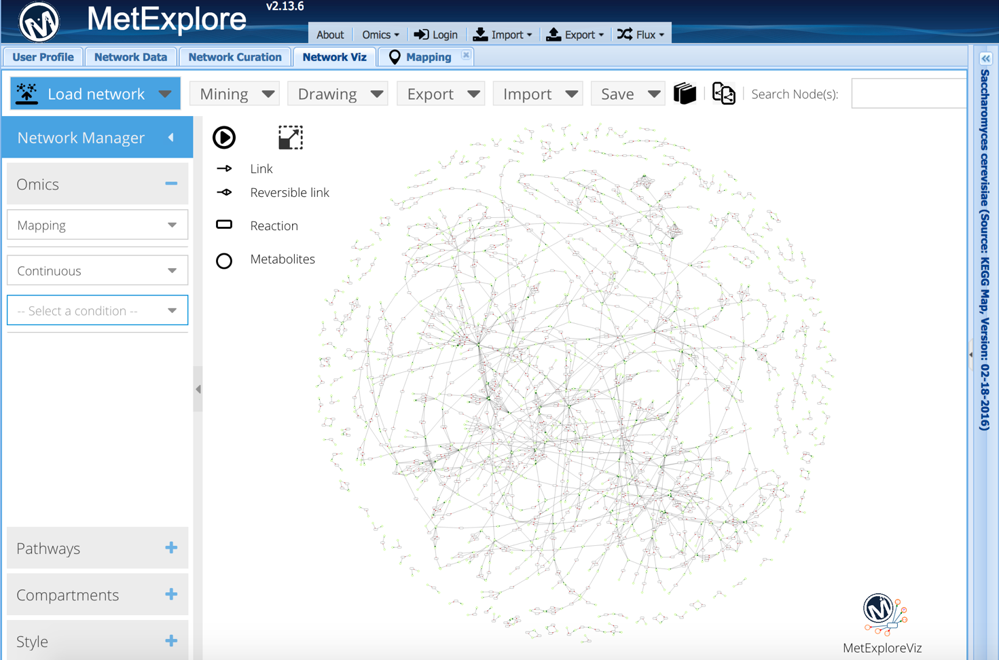 MetExplore
v2.13.6
About Omics Login Import Export Flux
User Profile Network Data Network Curation Network Viz Mapping
Load network Mining Drawing Export Import Save Search Node(s):
Network Manager
Omics
Mapping
Continuous
-- Select a condition --
Pathways
Compartments
Style
Link
Reversible link
Reaction
Metabolites
MetExploreViz
Saccharomyces cerevisiae (Source: KEGG Map, Version: 02-18-2016)